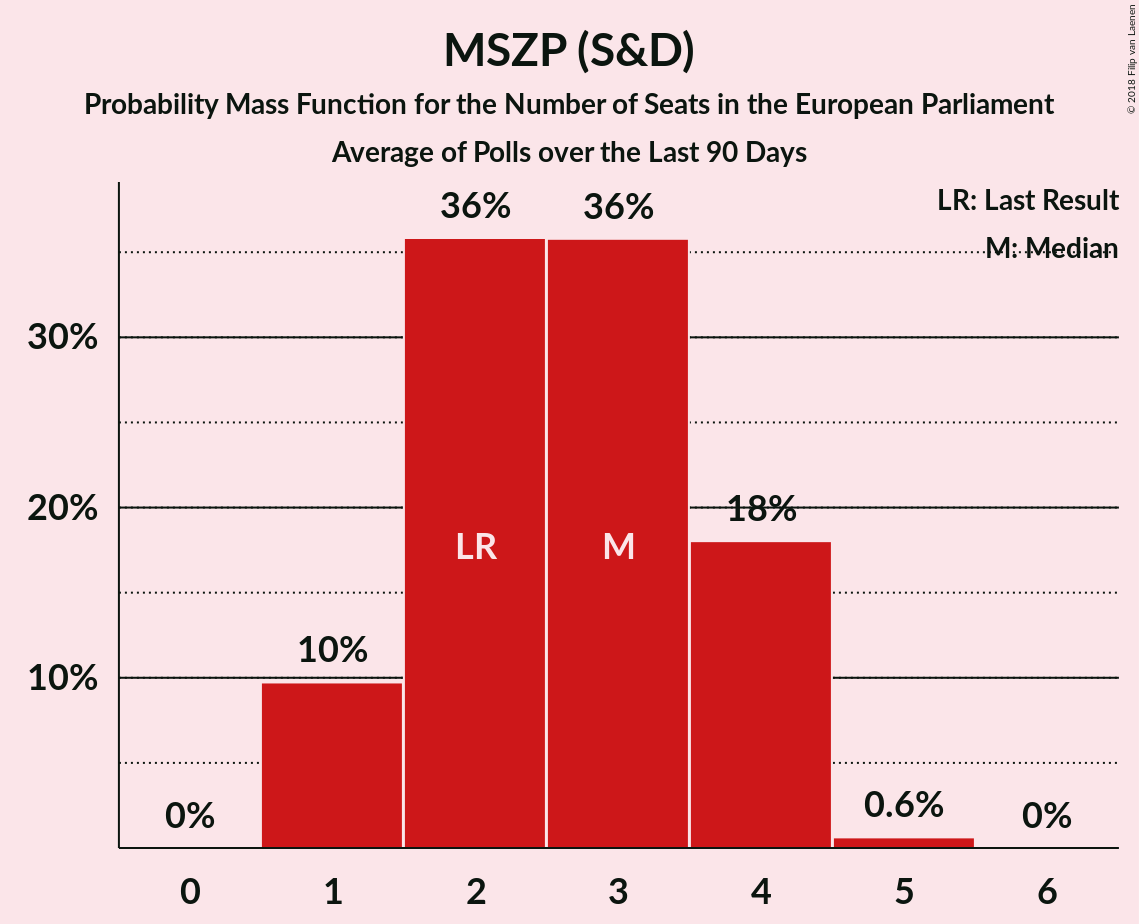 MSZP (S&D)
Probability Mass Function for the Number of Seats in the European Parliament
Average of Polls over the Last 90 Days
© 2018 Filip van Laenen
LR: Last Result
M: Median
36%
36%
30%
20%
18%
LR
M
10%
10%
0%
0.6%
0%
0
1
2
3
4
5
6